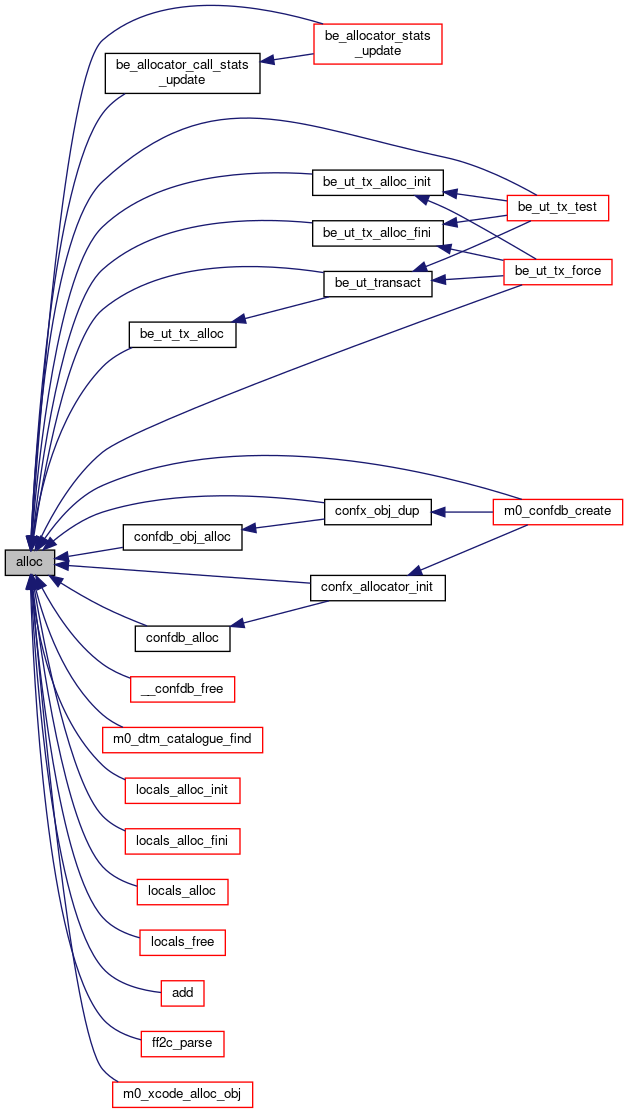 be_allocator_stats
_update
be_allocator_call_stats
_update
be_ut_tx_alloc_init
be_ut_tx_test
be_ut_tx_alloc_fini
be_ut_tx_force
be_ut_transact
be_ut_tx_alloc
confx_obj_dup
m0_confdb_create
confdb_obj_alloc
alloc
confx_allocator_init
confdb_alloc
__confdb_free
m0_dtm_catalogue_find
locals_alloc_init
locals_alloc_fini
locals_alloc
locals_free
add
ff2c_parse
m0_xcode_alloc_obj